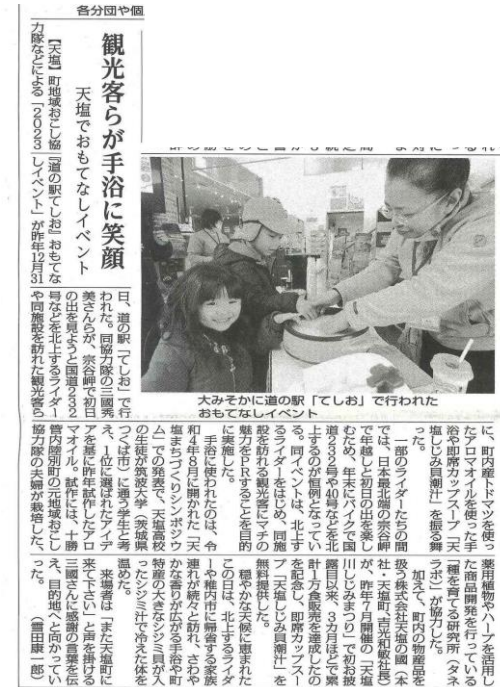 各分団や個
観光客らが手浴に笑顔
天塩でおもてなしイベント
【天塩】町地域おこし協
力隊などによる「2023
『道の駅てしお』おもてな
しイベント」が昨年12月31
日、道の駅「てしお」で行
われた。同協力隊の三國秀
美さんらが、宗谷岬で初日
の出を見ようと国道232
号などを北上するライダー
や同施設を訪れた観光客ら
大みそかに道の駅「てしお」で行われた
おもてなしイベント
に、町内産トドマツを使っ
たアロマオイルを使った手
浴や即席カップスープ「天
塩しじみ貝潮汁」を振る舞
った。
一部のライダーたちの間
では、日本最北端の宗谷岬
で年越しと初日の出を楽し
むため、年末にバイクで国
道232号や40号などを北
上するのが恒例となってい
る。同イベントは、北上す
るライダーをはじめ、同施
設を訪れる観光客にマチの
魅力をPRすることを目的
に実施した。
手浴に使われたのは、令
和4年8月に開かれた「天
塩まちづくりシンポジウ
ム」での発表で、天塩高校
の生徒が筑波大学(茨城県
つくば市)に通う学生と考
え、1位に選ばれたアイデ
アを基に昨年試作したアロ
マオイル。試作には、十勝
管内陸別町の元地域おこし
協力隊の夫婦が栽培した、
薬用植物やハーブを活用し
た商品開発を行っている
「種を育てる研究所(タネ
ラボ)」が協力した。
加えて、町内の物産品を
扱う株式会社天塩の國(本
社・天塩町、吉光和敏社長)
が、昨年7月開催の「天塩
川しじみまつり」で初お披
露目以来、3カ月ほどで累
計1万食販売を達成したの
を記念し、即席カップスー
プ「天塩しじみ貝潮汁」を
無料提供した。
穏やかな天候に恵まれた
この日は、北上するライダ
ーや稚内市に帰省する家族
連れが続々と訪れ、さわや
かな香りが広がる手浴や町
特産の大きなシジミ貝が入
ったシジミ汁で冷えた体を
温めた。
来場者は「また天塩町に
来て下さい」と声を掛ける
三國さんに感謝の言葉を伝
え、目的地へと向かってい
った。
(豊田康一郎)